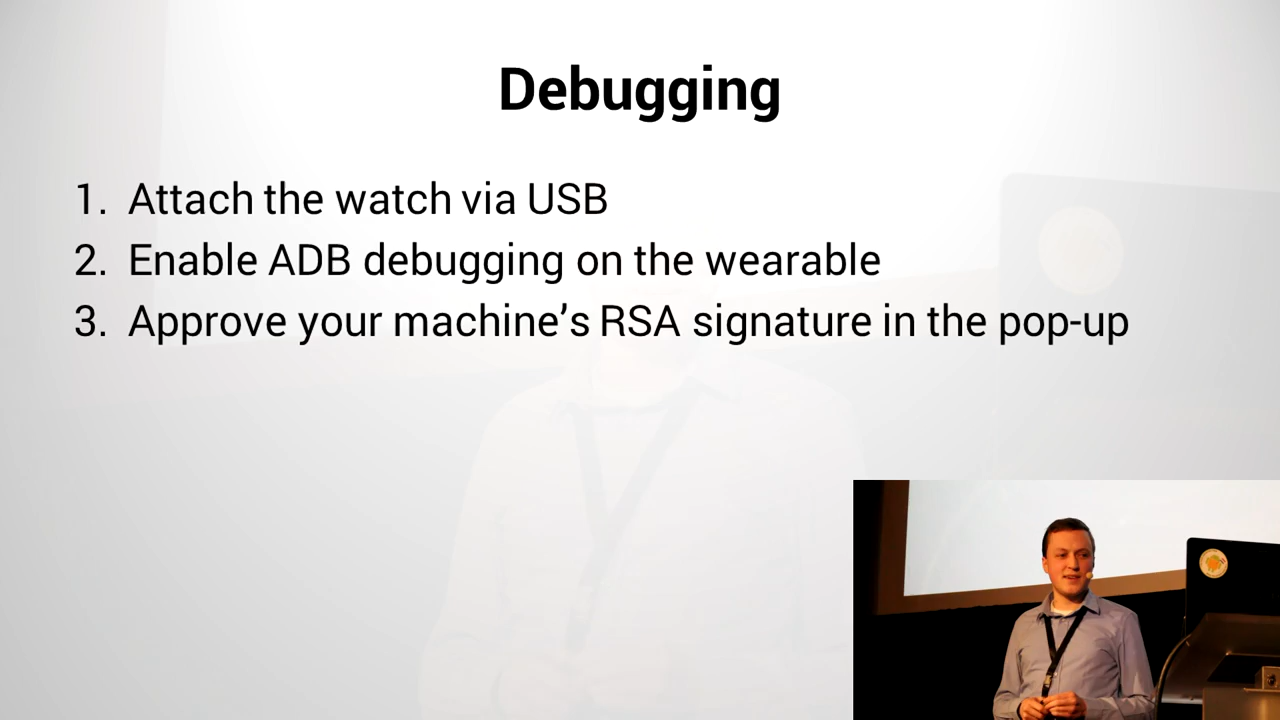 Debugging
1. Attach the watch via USB
2. Enable ADB debugging on the wearable
3. Approve your machine's RSA signature in the pop-up